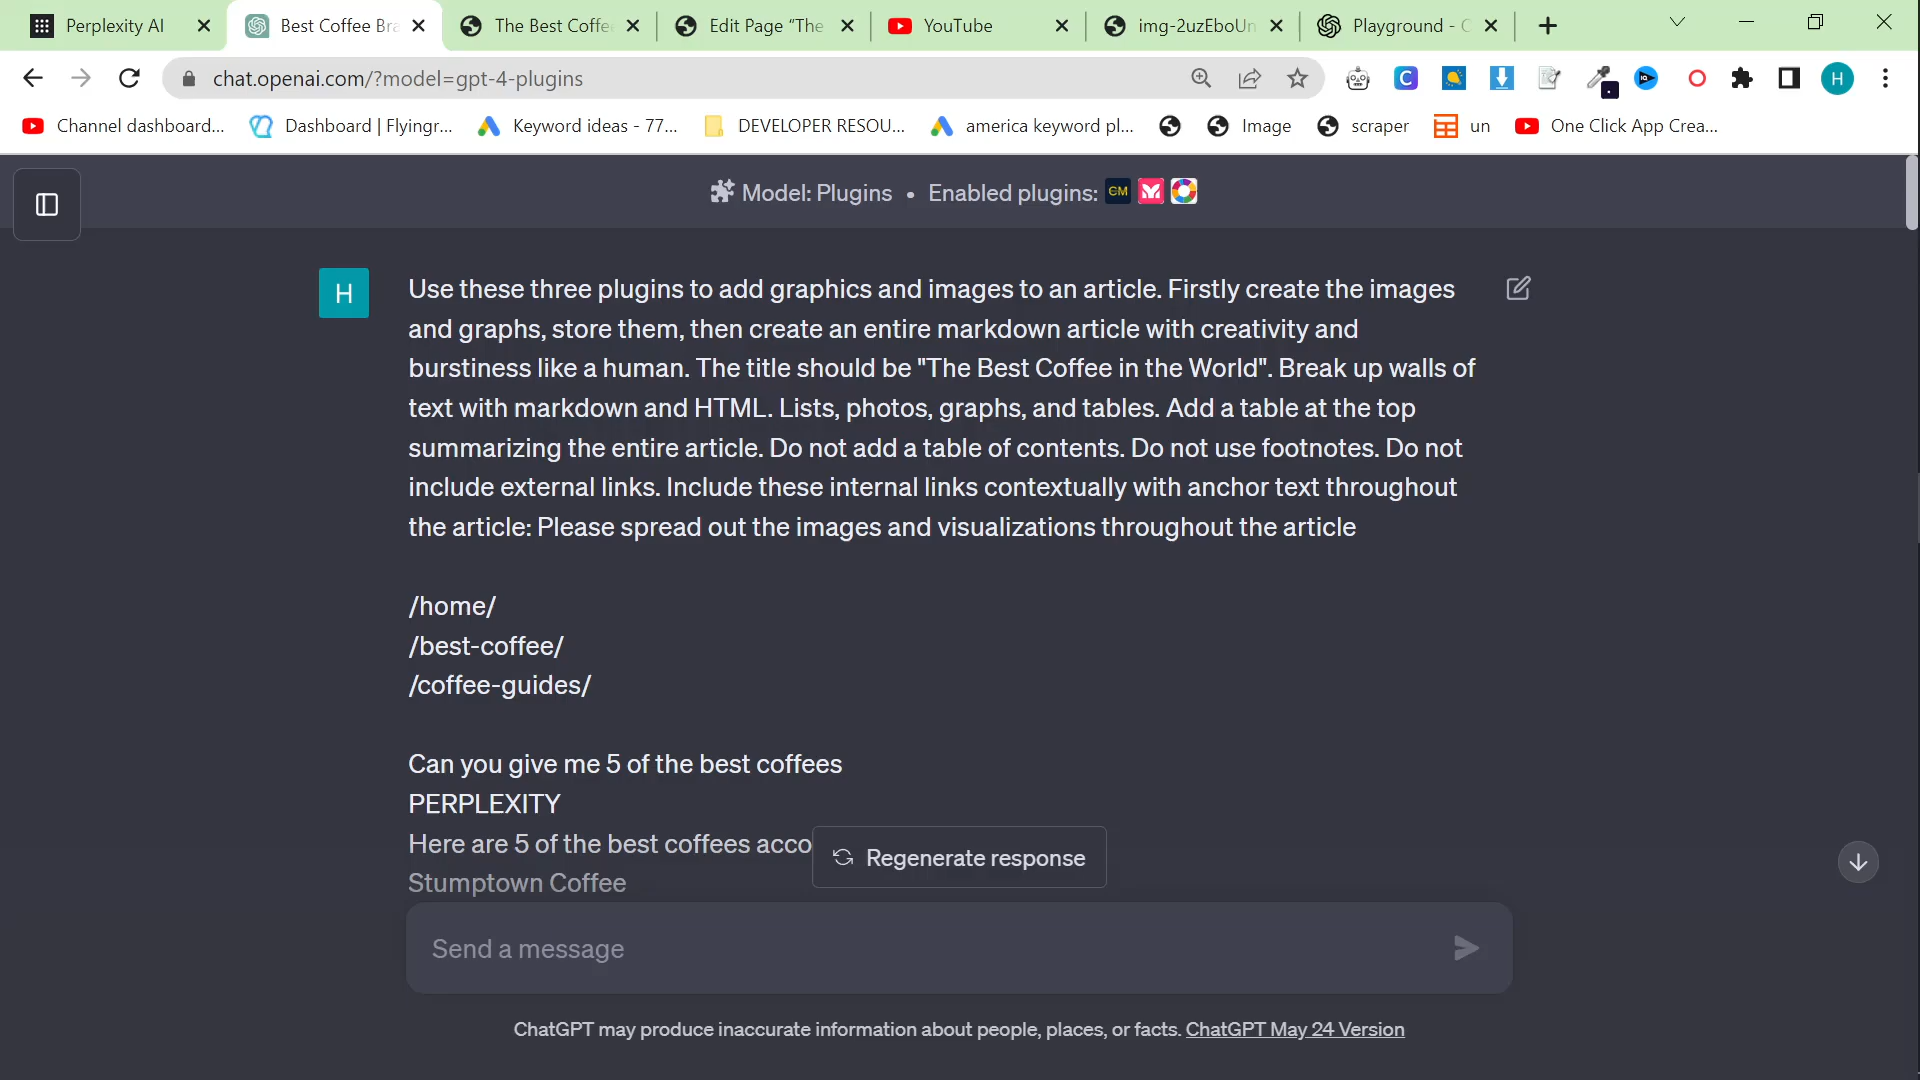 Perplexity AI
Best Coffee Bra
The Best Coffe
Edit Page “The
YouTube
img-2uzEboUn
Playground - C
chat.openai.com/?model=gpt-4-plugins
H
Channel dashboard...
Dashboard | Flyingr...
Keyword ideas - 77...
DEVELOPER RESOU...
america keyword pl...
Image
scraper
un
One Click App Crea...
Model: Plugins • Enabled plugins:
H
Use these three plugins to add graphics and images to an article. Firstly create the images
and graphs, store them, then create an entire markdown article with creativity and
burstiness like a human. The title should be "The Best Coffee in the World". Break up walls of
text with markdown and HTML. Lists, photos, graphs, and tables. Add a table at the top
summarizing the entire article. Do not add a table of contents. Do not use footnotes. Do not
include external links. Include these internal links contextually with anchor text throughout
the article: Please spread out the images and visualizations throughout the article
/home/
/best-coffee/
/coffee-guides/
Can you give me 5 of the best coffees
PERPLEXITY
Here are 5 of the best coffees acco
Stumptown Coffee
Regenerate response
Send a message
ChatGPT may produce inaccurate information about people, places, or facts. ChatGPT May 24 Version